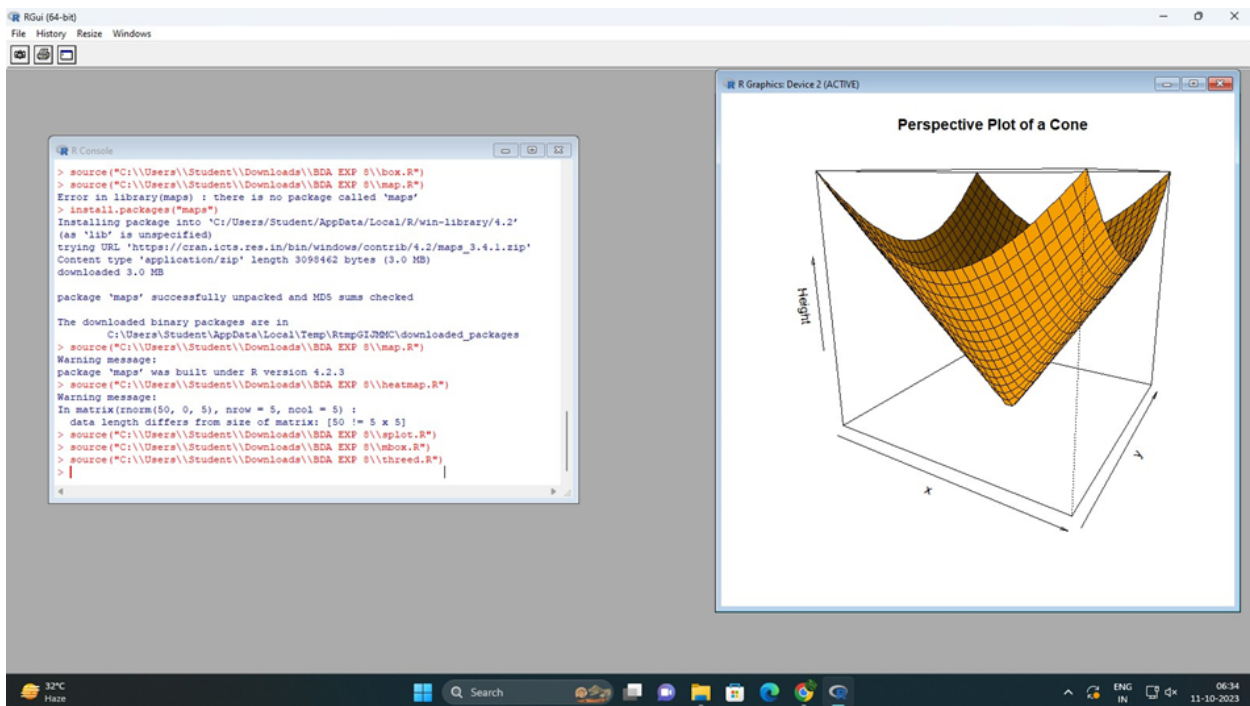 RGui (64-bit)
File History Resize Windows
R Console
> source("C:\\Users\\Student\\Downloads\\BDA EXP 8\\box.R")
> source("C:\\Users\\Student\\Downloads\\BDA EXP 8\\map.R")
Error in library(maps) : there is no package called ‘maps’
> install.packages("maps")
Installing package into ‘C:/Users/Student/AppData/Local/R/win-library/4.2’
(as ‘lib’ is unspecified)
trying URL 'https://cran.icts.res.in/bin/windows/contrib/4.2/maps_3.4.1.zip'
Content type 'application/zip' length 3098462 bytes (3.0 MB)
downloaded 3.0 MB
package ‘maps’ successfully unpacked and MD5 sums checked
The downloaded binary packages are in
C:\Users\Student\AppData\Local\Temp\RtmpGIJMMC\downloaded_packages
> source("C:\\Users\\Student\\Downloads\\BDA EXP 8\\map.R")
Warning message:
package ‘maps’ was built under R version 4.2.3
> source("C:\\Users\\Student\\Downloads\\BDA EXP 8\\heatmap.R")
Warning message:
In matrix(rnorm(50, 0, 5), nrow = 5, ncol = 5) :
data length differs from size of matrix: [50 != 5 x 5]
> source("C:\\Users\\Student\\Downloads\\BDA EXP 8\\splot.R")
> source("C:\\Users\\Student\\Downloads\\BDA EXP 8\\mbox.R")
> source("C:\\Users\\Student\\Downloads\\BDA EXP 8\\threed.R")
>
R Graphics: Device 2 (ACTIVE)
Perspective Plot of a Cone
Height
x
y
32°C
Haze
Search
ENG
IN
06:34
11-10-2023